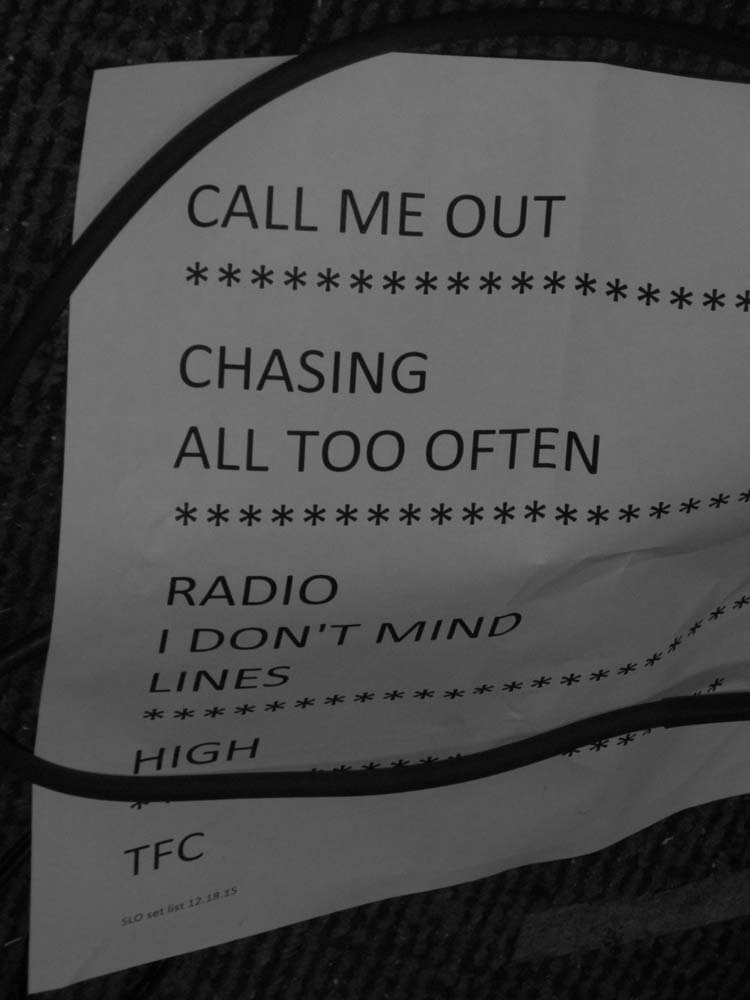 CALL ME OUT
******************
CHASING
ALL TOO OFTEN
******************
RADIO
I DON'T MIND
LINES
*********************
HIGH
TFC
SLO set list 12.18.15